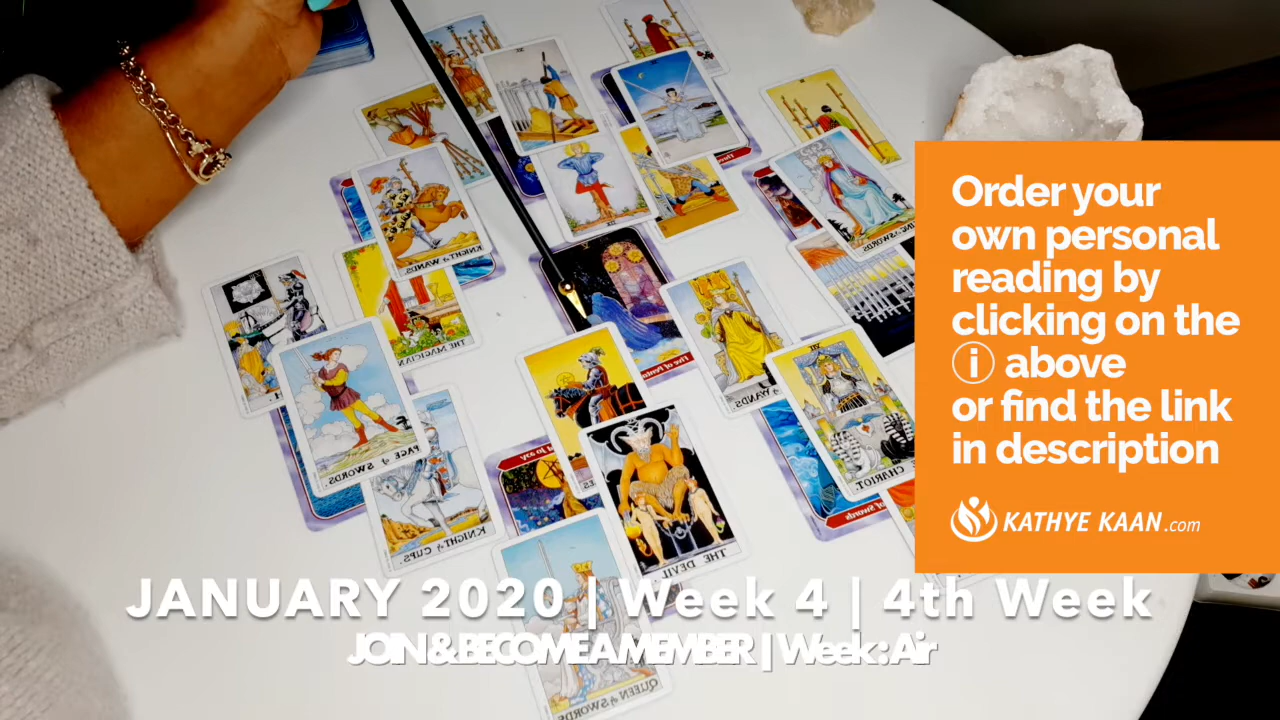 Order your
own personal
reading by
clicking on the
i above
or find the link
in description
KATHYE KAAN.com
KNIGHT of WANDS.
THE MAGICIAN
PAGE of SWORDS.
KNIGHT of CUPS.
THE CHARIOT.
THE DEVIL.
QUEEN of SWORDS
JANUARY 2020 | Week 4 | 4th Week
JOIN & BECOME A MEMBER | Week : Air